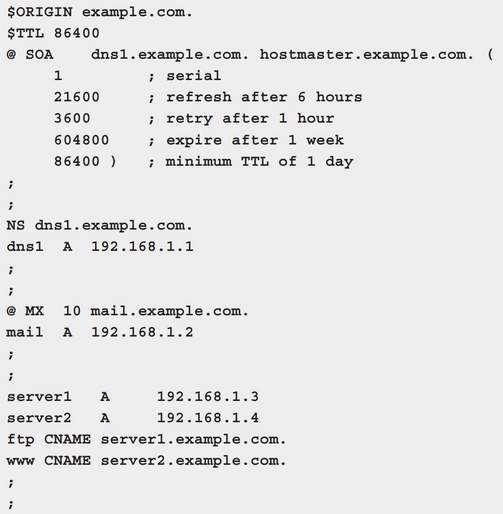 $ORIGIN example.com.
$TTL 86400
@ SOA    dns1.example.com. hostmaster.example.com. (
     1         ; serial
     21600     ; refresh after 6 hours
     3600      ; retry after 1 hour
     604800    ; expire after 1 week
     86400 )   ; minimum TTL of 1 day
;
;
NS dns1.example.com.
dns1  A  192.168.1.1
;
;
@ MX  10 mail.example.com.
mail  A  192.168.1.2
;
;
server1   A     192.168.1.3
server2   A     192.168.1.4
ftp CNAME server1.example.com.
www CNAME server2.example.com.
;
;